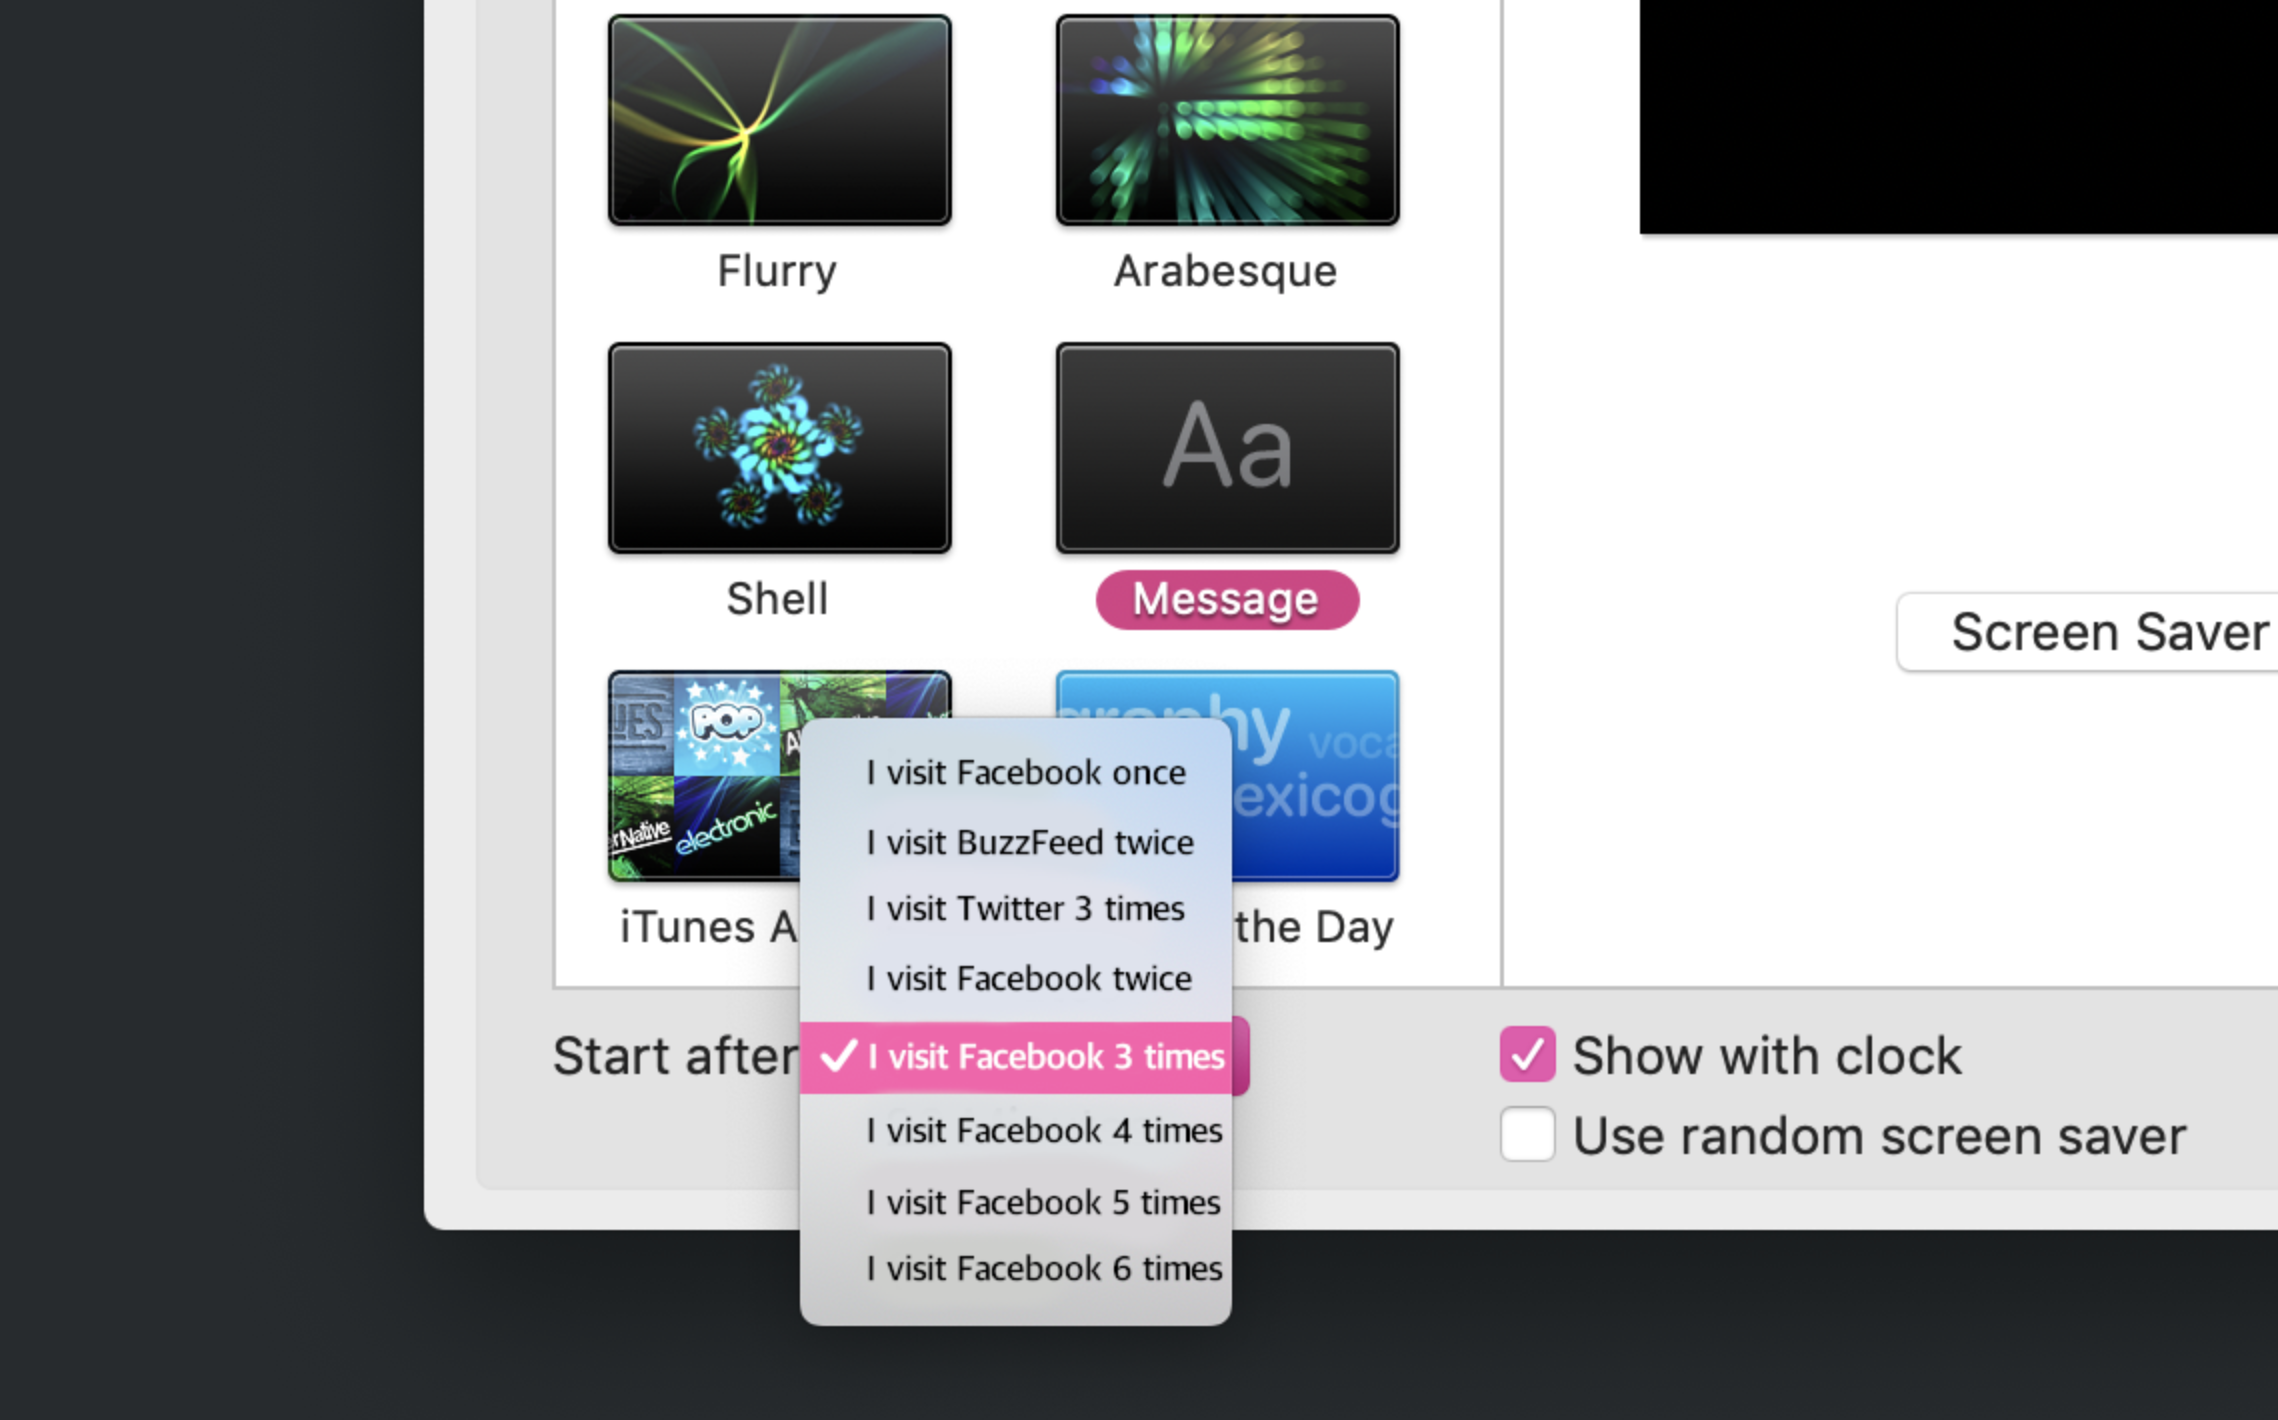 Flurry
Arabesque
Aa
Shell
Message
Screen Saver
UES
POP
hy
voca
exicog
rNative
electronic
iTunes A
the Day
I visit Facebook once
I visit BuzzFeed twice
I visit Twitter 3 times
I visit Facebook twice
Start after
I visit Facebook 3 times
I visit Facebook 4 times
I visit Facebook 5 times
I visit Facebook 6 times
Show with clock
Use random screen saver